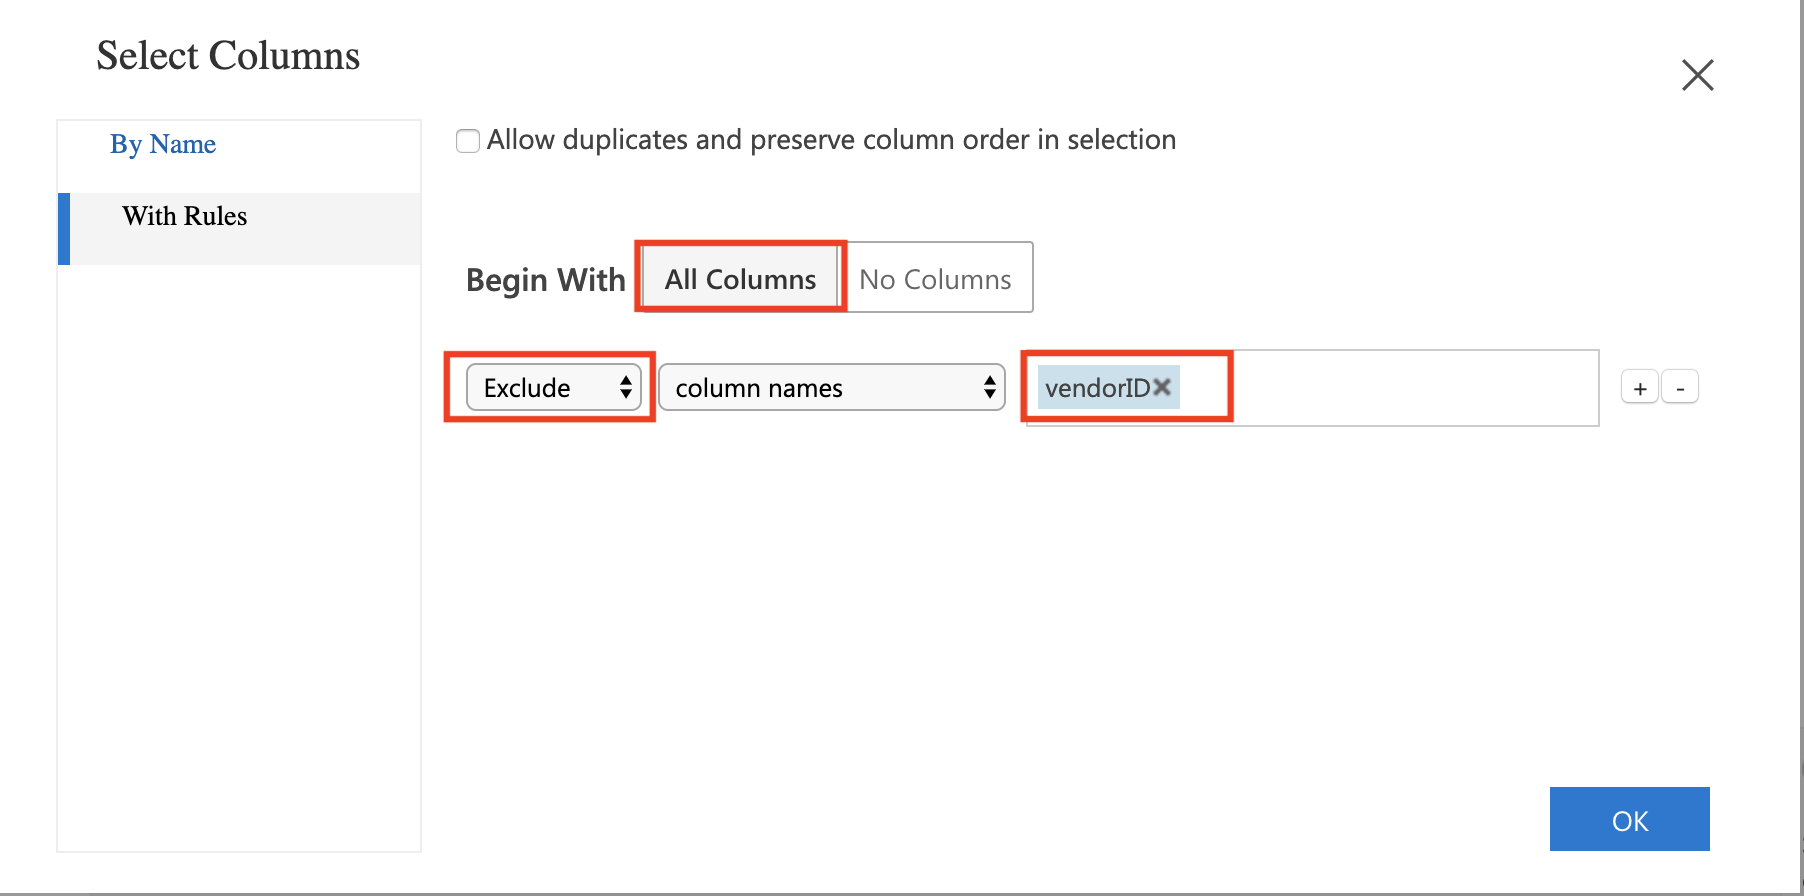 Select Columns
By Name
With Rules
Allow duplicates and preserve column order in selection
Begin With All Columns No Columns
Exclude column names vendorID + -
OK